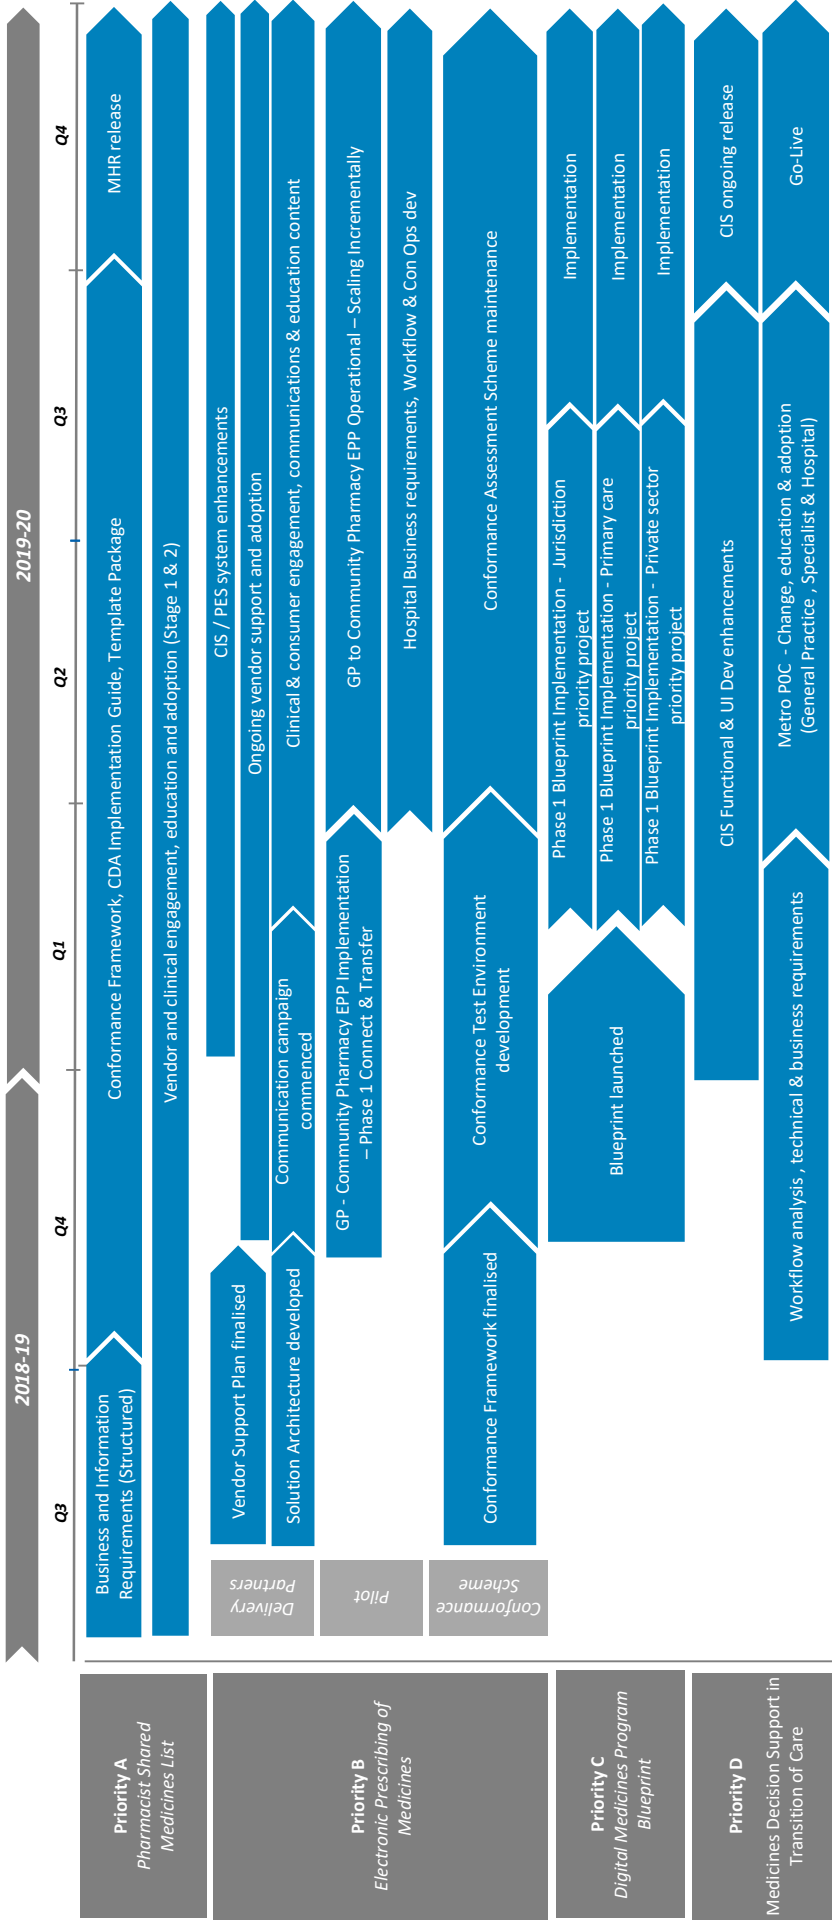 2018-19
2019-20
Q3
Q4
Q1
Q2
Q3
Q4
Priority A
Pharmacist Shared
Medicines List
Business and Information
Requirements (Structured)
Conformance Framework, CDA Implementation Guide, Template Package
MHR release
Vendor and clinical engagement, education and adoption (Stage 1 & 2)
Priority B
Electronic Prescribing of
Medicines
Delivery
Partners
Vendor Support Plan finalised
CIS / PES system enhancements
Ongoing vendor support and adoption
Solution Architecture developed
Communication campaign
commenced
Clinical & consumer engagement, communications & education content
Pilot
GP - Community Pharmacy EPP Implementation
– Phase 1 Connect & Transfer
GP to Community Pharmacy EPP Operational – Scaling Incrementally
Hospital Business requirements, Workflow & Con Ops dev
Conformance
Scheme
Conformance Framework finalised
Conformance Test Environment
development
Conformance Assessment Scheme maintenance
Priority C
Digital Medicines Program
Blueprint
Blueprint launched
Phase 1 Blueprint Implementation - Jurisdiction
priority project
Implementation
Phase 1 Blueprint Implementation - Primary care
priority project
Implementation
Phase 1 Blueprint Implementation - Private sector
priority project
Implementation
Priority D
Medicines Decision Support in
Transition of Care
CIS Functional & UI Dev enhancements
CIS ongoing release
Workflow analysis , technical & business requirements
Metro POC - Change, education & adoption
(General Practice , Specialist & Hospital)
Go-Live